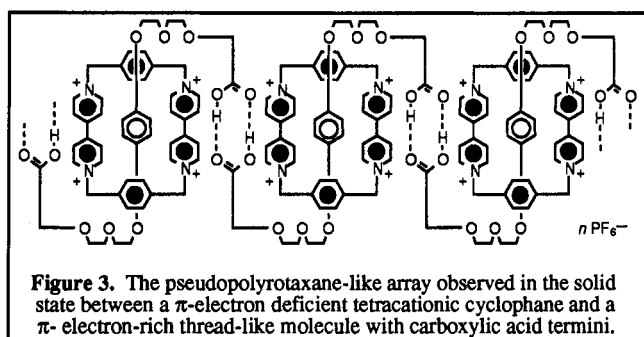 O O O O O O O O O
O O O O O O
N N N N N N
+ + + + + +
O O O O O O
H H H H H H
O O O O O O
+ + + + + +
N N N N N N
O O O O O O O O O
n PF₆—
Figure 3. The pseudopolyrotaxane-like array observed in the solid
state between a π-electron deficient tetracationic cyclophane and a
π- electron-rich thread-like molecule with carboxylic acid termini.